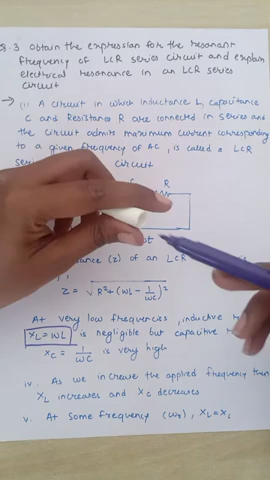 Q.3 Obtain the expression for the resonant
frequency of LCR series circuit and explain
electrical resonance in an LCR series
circuit
→ (i) A circuit in which inductance L, capacitance
C and Resistance R are connected in series and
the circuit admits maximum current corresponding
to a given frequency of AC, is called a LCR
circuit
R
(z) of an LCR
Z = √R²+(ωL - 1/ωC)²
At very low frequencies, inductive
XL = ωL is negligible but capacitive
Xc = 1/ωC is very high
iv. As we increase the applied frequency then
XL increases and Xc decreases
v. At some frequency (ωr), XL = Xc